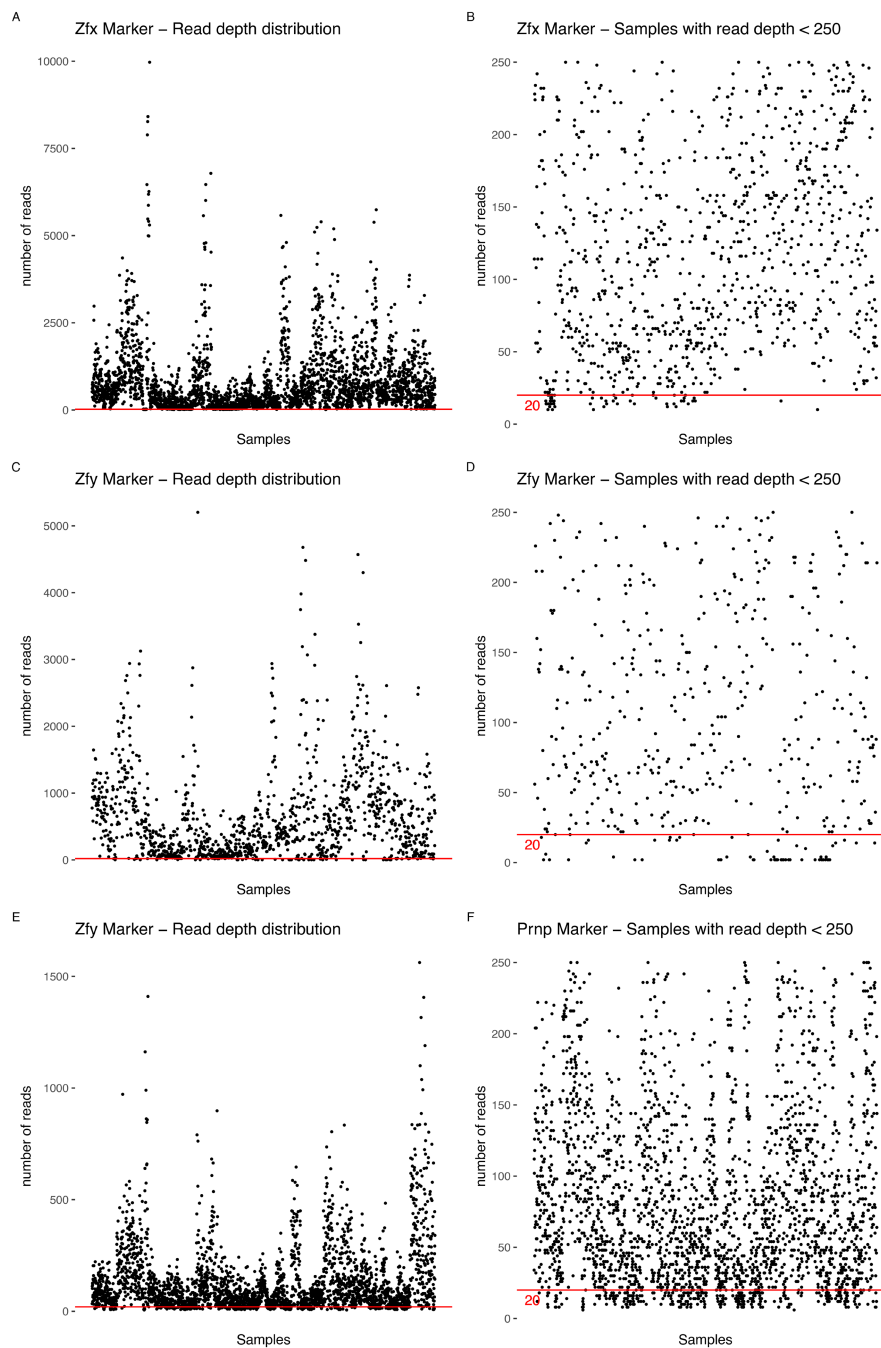 A
Zfx Marker − Read depth distribution
number of reads
10000
7500
5000
2500
0
Samples
B
Zfx Marker − Samples with read depth < 250
number of reads
250
200
150
100
50
0
20
Samples
C
Zfy Marker − Read depth distribution
number of reads
5000
4000
3000
2000
1000
0
Samples
D
Zfy Marker − Samples with read depth < 250
number of reads
250
200
150
100
50
0
20
Samples
E
Zfy Marker − Read depth distribution
number of reads
1500
1000
500
0
Samples
F
Prnp Marker − Samples with read depth < 250
number of reads
250
200
150
100
50
0
20
Samples